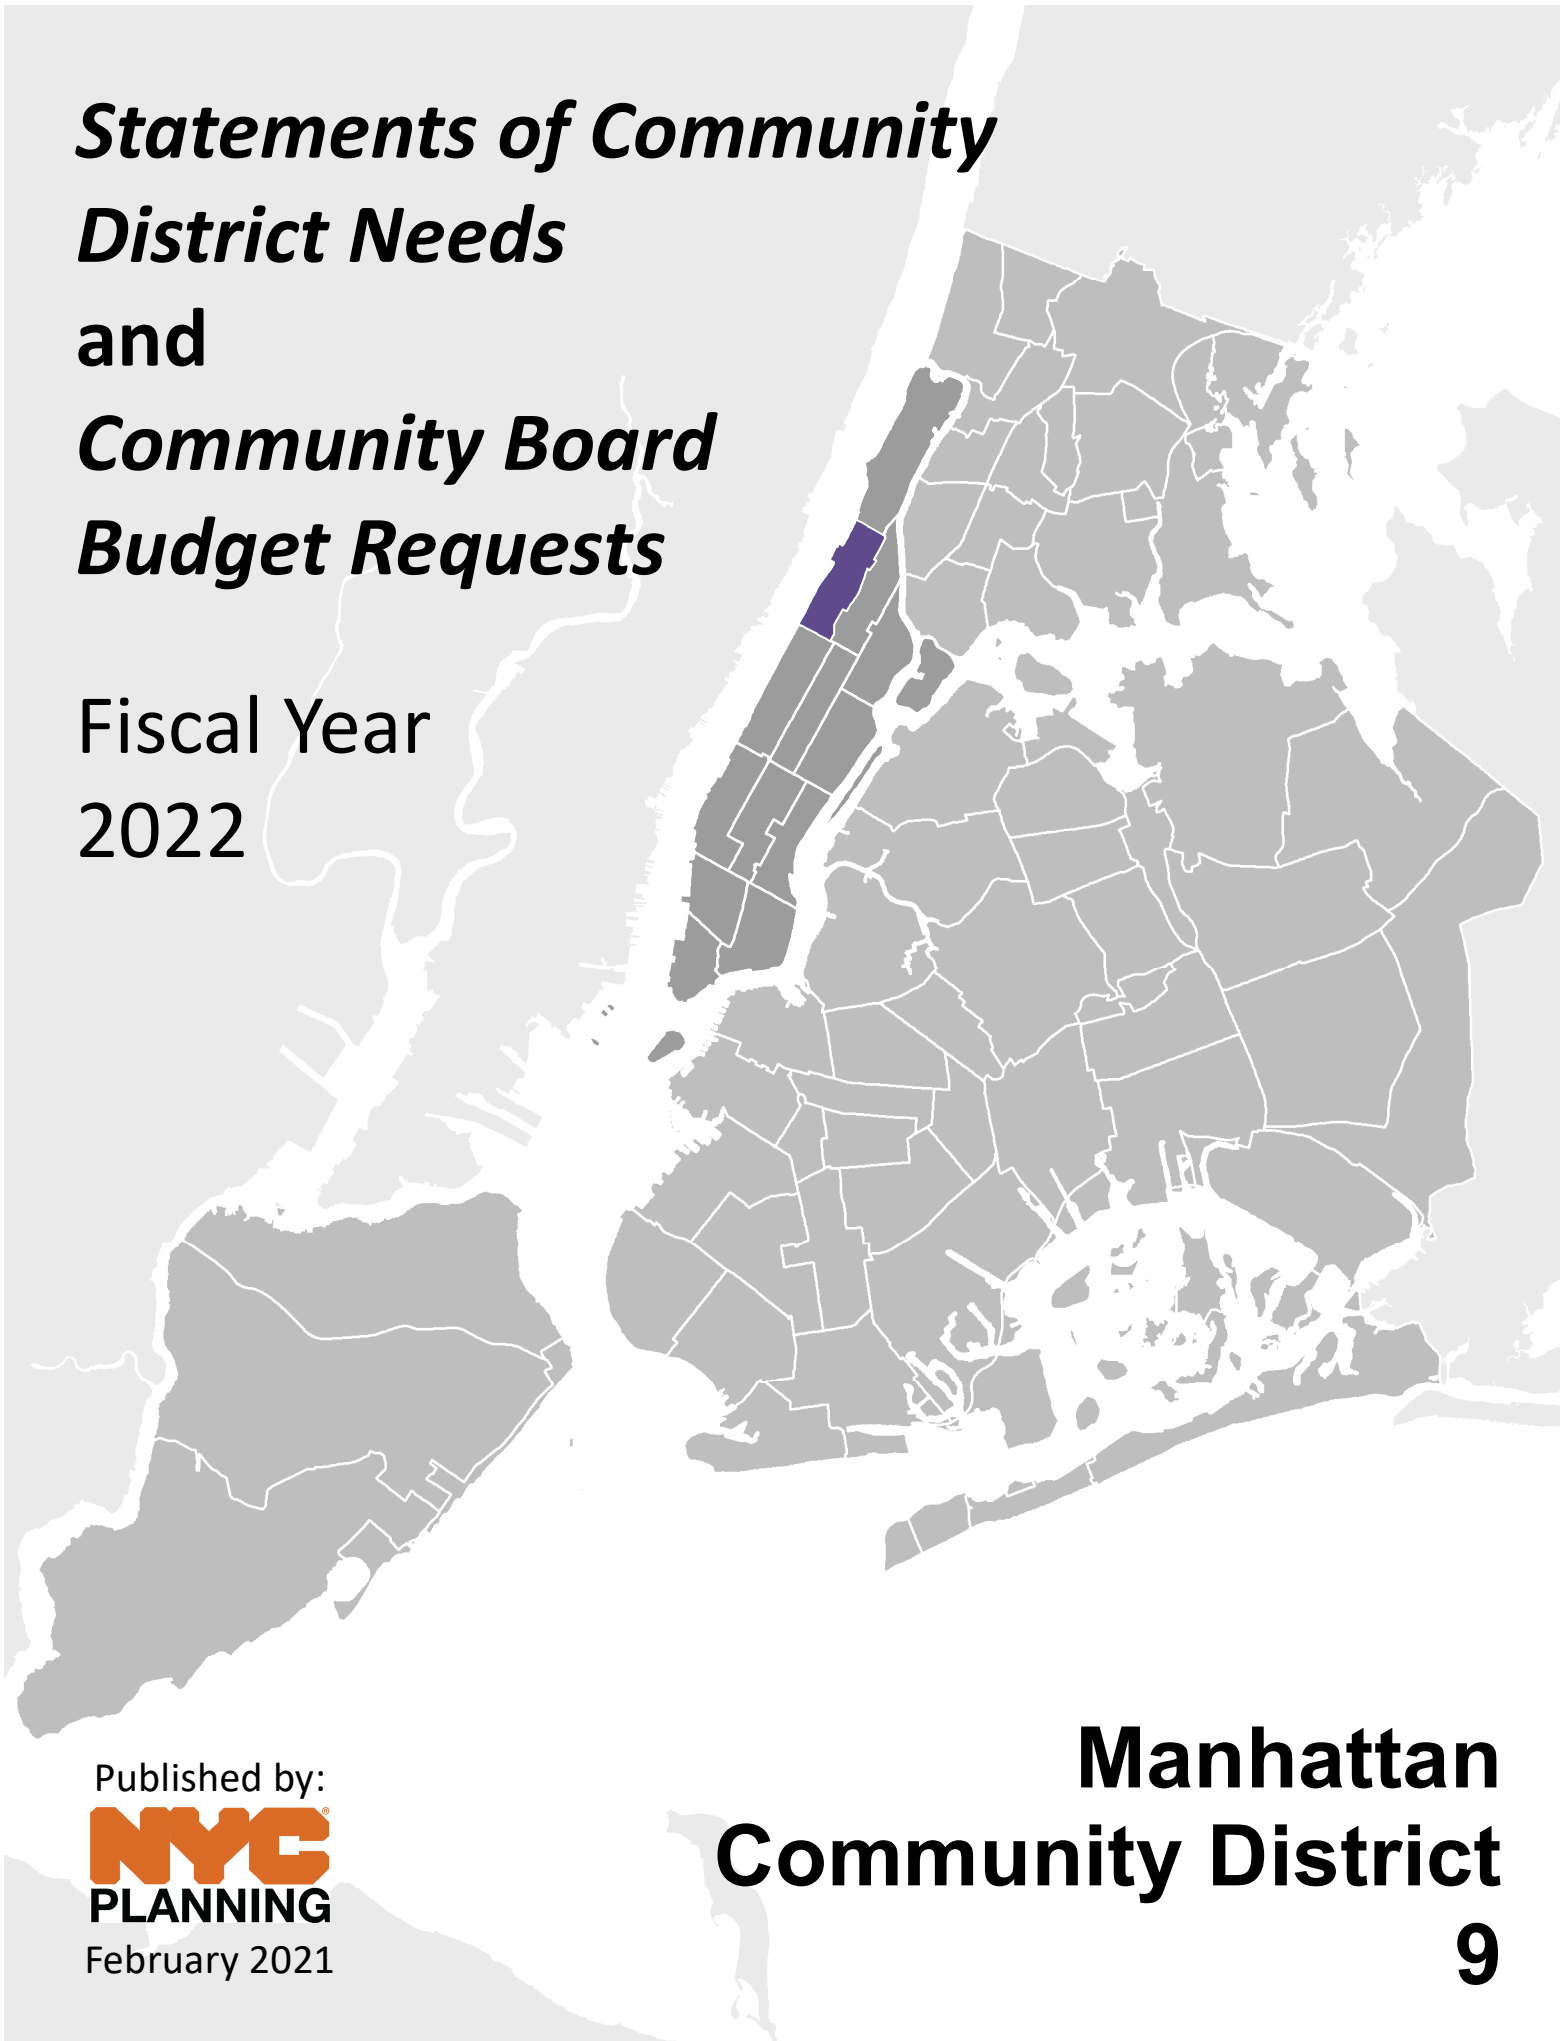 Statements of Community
District Needs
and
Community Board
Budget Requests
Fiscal Year
2022
Published by:
NYC®
PLANNING
February 2021
Manhattan
Community District
9